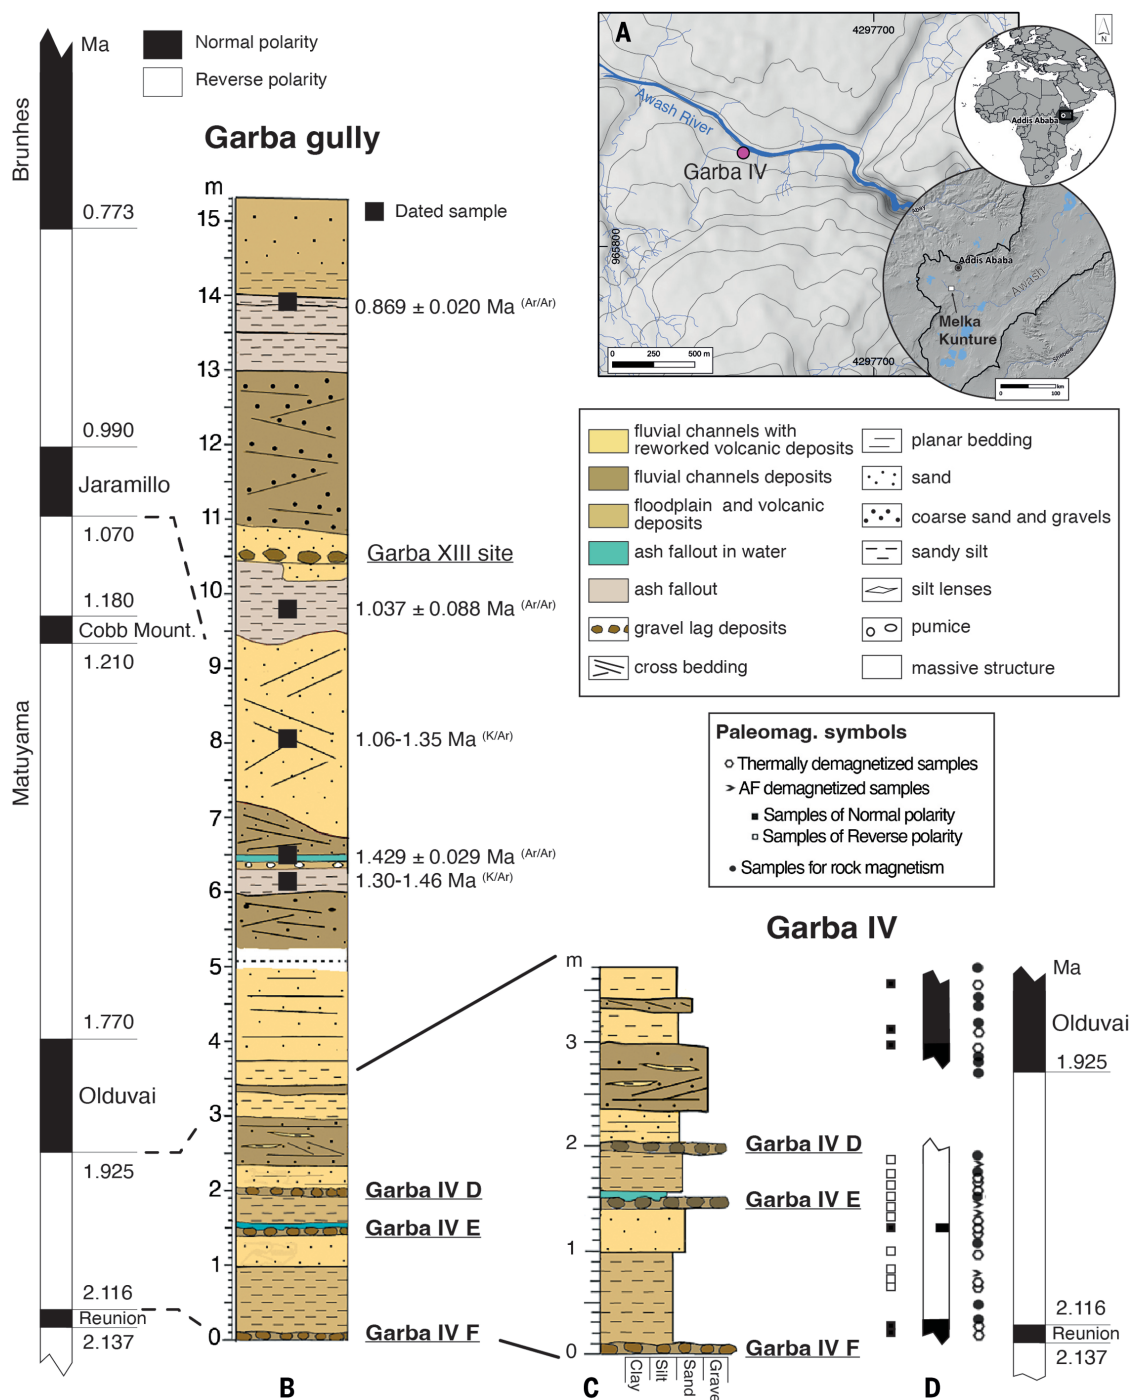 Ma
Normal polarity
Reverse polarity
Brunhes
Matuyama
0.773
0.990
Jaramillo
1.070
1.180
Cobb Mount.
1.210
1.770
Olduvai
1.925
2.116
Reunion
2.137
Garba gully
m
15
14
13
12
11
10
9
8
7
6
5
4
3
2
1
0
Dated sample
0.869 ± 0.020 Ma (Ar/Ar)
Garba XIII site
1.037 ± 0.088 Ma (Ar/Ar)
1.06-1.35 Ma (K/Ar)
1.429 ± 0.029 Ma (Ar/Ar)
1.30-1.46 Ma (K/Ar)
Garba IV D
Garba IV E
Garba IV F
B
A
4297700
N
Awash River
Garba IV
965800
0 250 500 m
4297700
Addis Ababa
Abay
Addis Ababa
Awash
Melka
Kunture
0 100 km
fluvial channels with
reworked volcanic deposits
fluvial channels deposits
floodplain and volcanic
deposits
ash fallout in water
ash fallout
gravel lag deposits
cross bedding
planar bedding
sand
coarse sand and gravels
sandy silt
silt lenses
pumice
massive structure
Paleomag. symbols
Thermally demagnetized samples
AF demagnetized samples
Samples of Normal polarity
Samples of Reverse polarity
Samples for rock magnetism
Garba IV
m
3
2
1
0
Garba IV D
Garba IV E
Garba IV F
Clay
Silt
Sand
Grave
C
D
Ma
Olduvai
1.925
2.116
Reunion
2.137